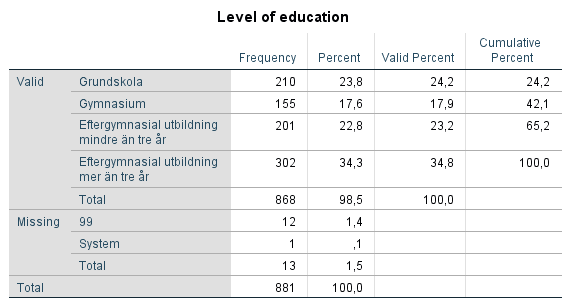 Level of education
Frequency Percent Valid Percent Cumulative Percent
Valid Grundskola 210 23,8 24,2 24,2
Gymnasium 155 17,6 17,9 42,1
Eftergymnasial utbildning mindre än tre år 201 22,8 23,2 65,2
Eftergymnasial utbildning mer än tre år 302 34,3 34,8 100,0
Total 868 98,5 100,0
Missing 99 12 1,4
System 1 ,1
Total 13 1,5
Total 881 100,0